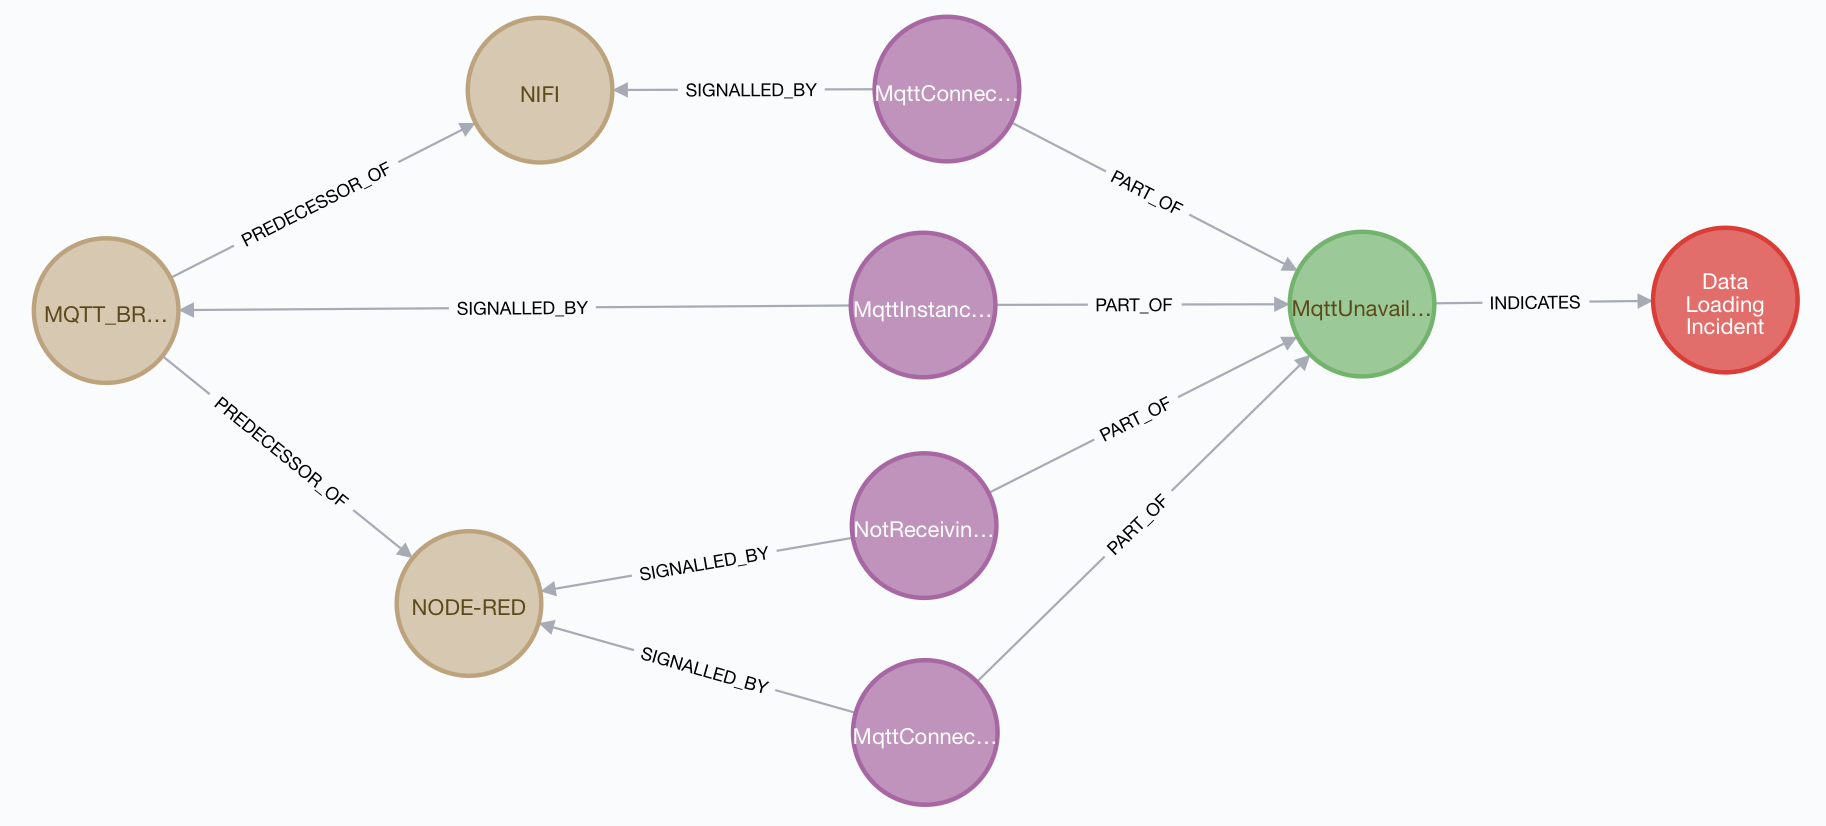 NIFI
SIGNALLED_BY
MqttConnec...
PREDECESSOR_OF
PART_OF
MQTT_BR...
SIGNALLED_BY
MqttInstanc...
PART_OF
MqttUnavail...
INDICATES
Data
Loading
Incident
PREDECESSOR_OF
PART_OF
NotReceivin...
SIGNALLED_BY
NODE-RED
PART_OF
SIGNALLED_BY
MqttConnec...